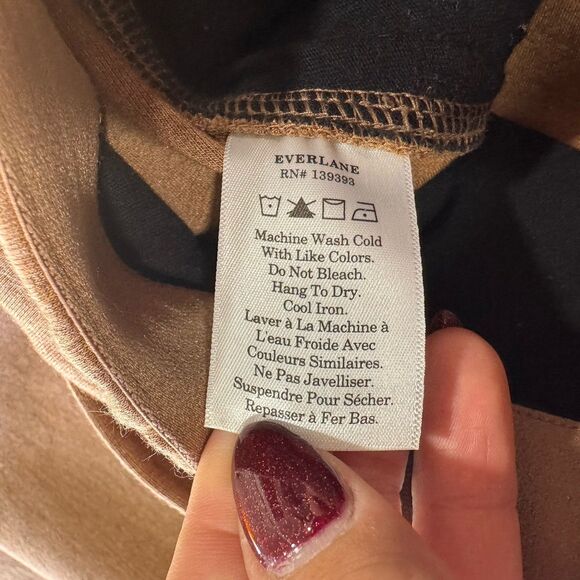 EVERLANE
RN# 139393
Machine Wash Cold
With Like Colors.
Do Not Bleach.
Hang To Dry.
Cool Iron.
Laver à La Machine à
L'eau Froide Avec
Couleurs Similaires.
Ne Pas Javelliser.
Suspendre Pour Sécher.
Repasser à Fer Bas.